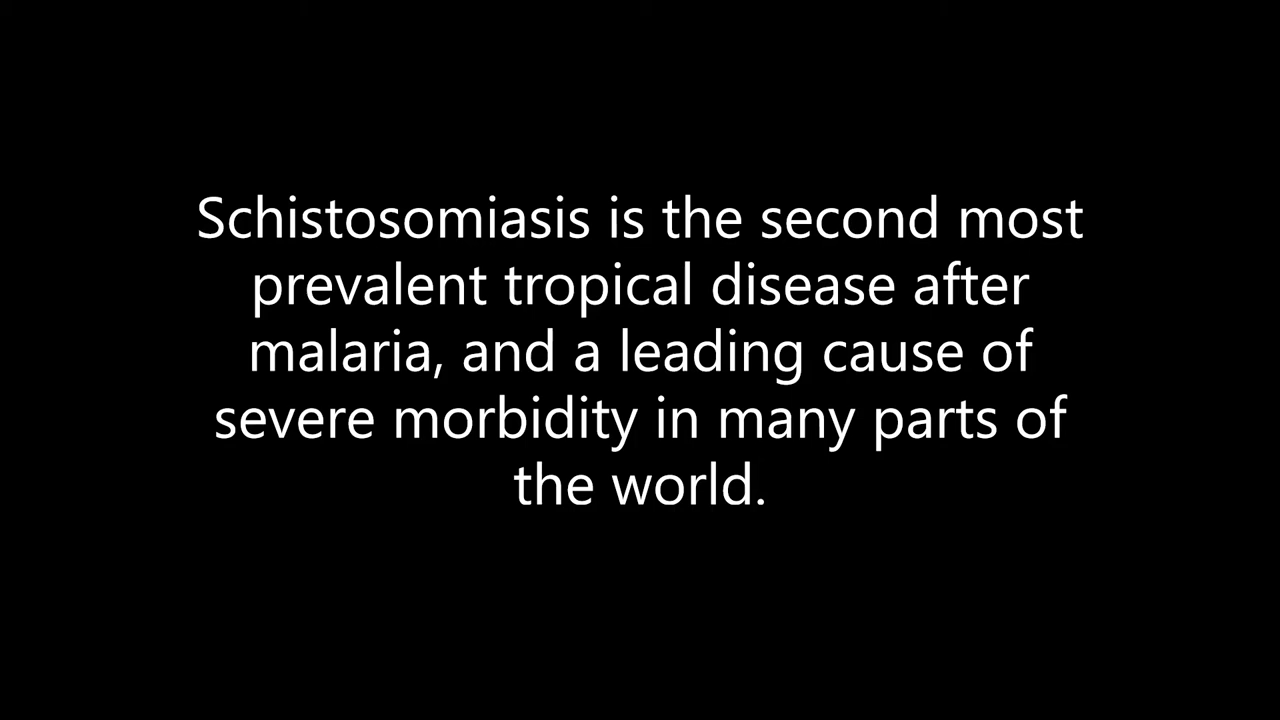 Schistosomiasis is the second most
prevalent tropical disease after
malaria, and a leading cause of
severe morbidity in many parts of
the world.